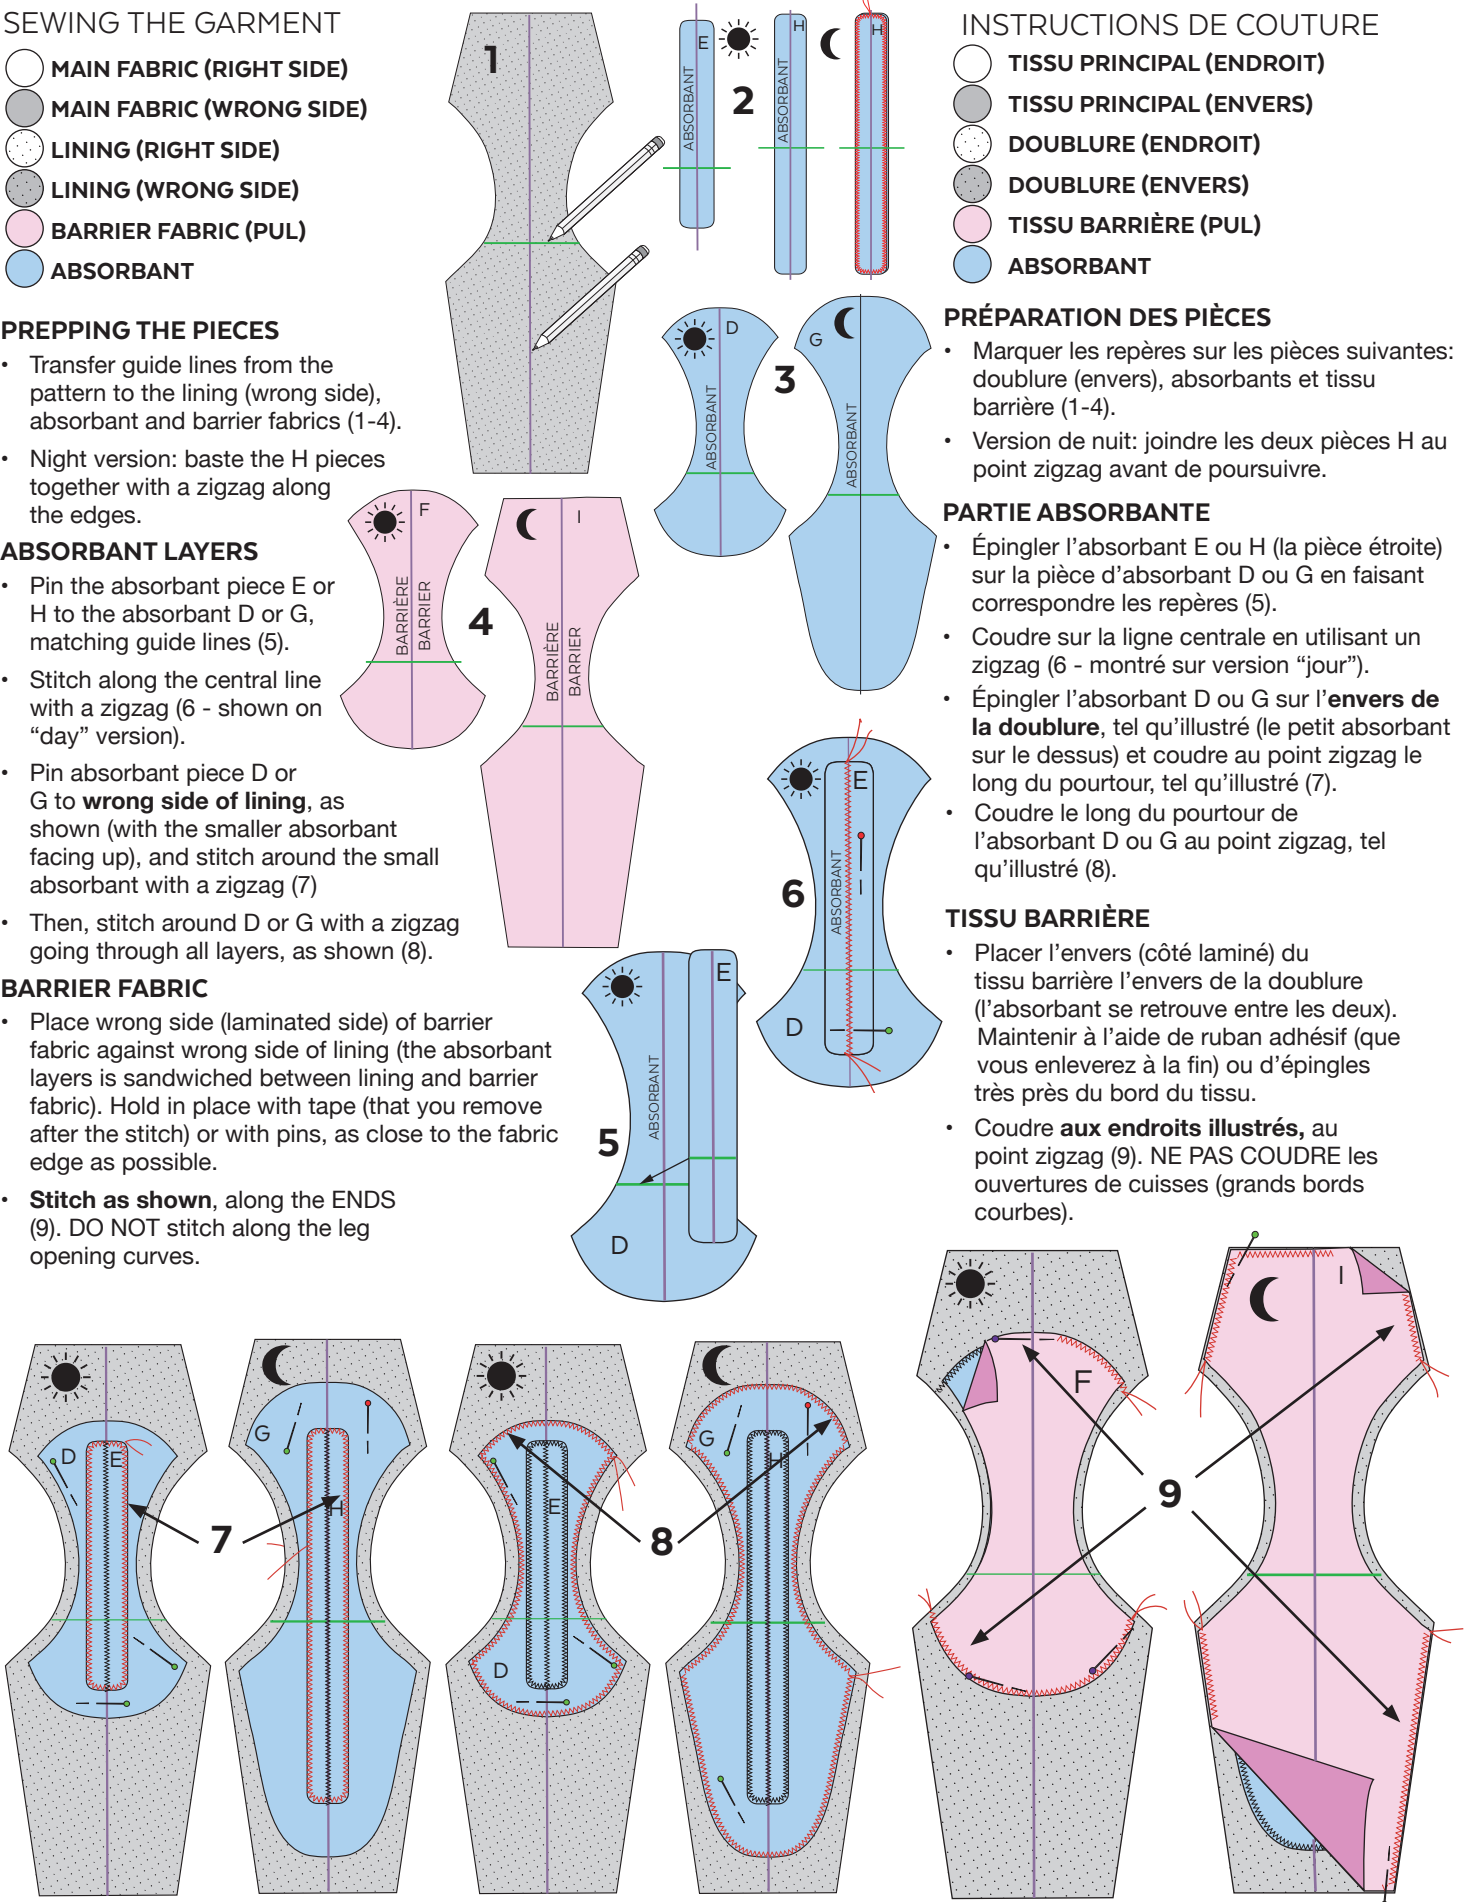 SEWING THE GARMENT
MAIN FABRIC (RIGHT SIDE)
MAIN FABRIC (WRONG SIDE)
LINING (RIGHT SIDE)
LINING (WRONG SIDE)
BARRIER FABRIC (PUL)
ABSORBANT
PREPPING THE PIECES
• Transfer guide lines from the
pattern to the lining (wrong side),
absorbant and barrier fabrics (1-4).
• Night version: baste the H pieces
together with a zigzag along
the edges.
ABSORBANT LAYERS
• Pin the absorbant piece E or
H to the absorbant D or G,
matching guide lines (5).
• Stitch along the central line
with a zigzag (6 - shown on
“day” version).
• Pin absorbant piece D or
G to wrong side of lining, as
shown (with the smaller absorbant
facing up), and stitch around the small
absorbant with a zigzag (7)
• Then, stitch around D or G with a zigzag
going through all layers, as shown (8).
BARRIER FABRIC
• Place wrong side (laminated side) of barrier
fabric against wrong side of lining (the absorbant
layers is sandwiched between lining and barrier
fabric). Hold in place with tape (that you remove
after the stitch) or with pins, as close to the fabric
edge as possible.
• Stitch as shown, along the ENDS
(9). DO NOT stitch along the leg
opening curves.
1
E
ABSORBANT
2
H
ABSORBANT
H
D
ABSORBANT
3
G
ABSORBANT
F
BARRIÈRE
BARRIER
4
I
BARRIÈRE
BARRIER
E
ABSORBANT
6
D
E
ABSORBANT
5
D
INSTRUCTIONS DE COUTURE
TISSU PRINCIPAL (ENDROIT)
TISSU PRINCIPAL (ENVERS)
DOUBLURE (ENDROIT)
DOUBLURE (ENVERS)
TISSU BARRIÈRE (PUL)
ABSORBANT
PRÉPARATION DES PIÈCES
• Marquer les repères sur les pièces suivantes:
doublure (envers), absorbants et tissu
barrière (1-4).
• Version de nuit: joindre les deux pièces H au
point zigzag avant de poursuivre.
PARTIE ABSORBANTE
• Épingler l’absorbant E ou H (la pièce étroite)
sur la pièce d’absorbant D ou G en faisant
correspondre les repères (5).
• Coudre sur la ligne centrale en utilisant un
zigzag (6 - montré sur version “jour”).
• Épingler l’absorbant D ou G sur l’envers de
la doublure, tel qu’illustré (le petit absorbant
sur le dessus) et coudre au point zigzag le
long du pourtour, tel qu’illustré (7).
• Coudre le long du pourtour de
l’absorbant D ou G au point zigzag, tel
qu’illustré (8).
TISSU BARRIÈRE
• Placer l’envers (côté laminé) du
tissu barrière l’envers de la doublure
(l’absorbant se retrouve entre les deux).
Maintenir à l’aide de ruban adhésif (que
vous enleverez à la fin) ou d’épingles
très près du bord du tissu.
• Coudre aux endroits illustrés, au
point zigzag (9). NE PAS COUDRE les
ouvertures de cuisses (grands bords
courbes).
D
E
7
G
H
E
D
8
G
H
F
9
I